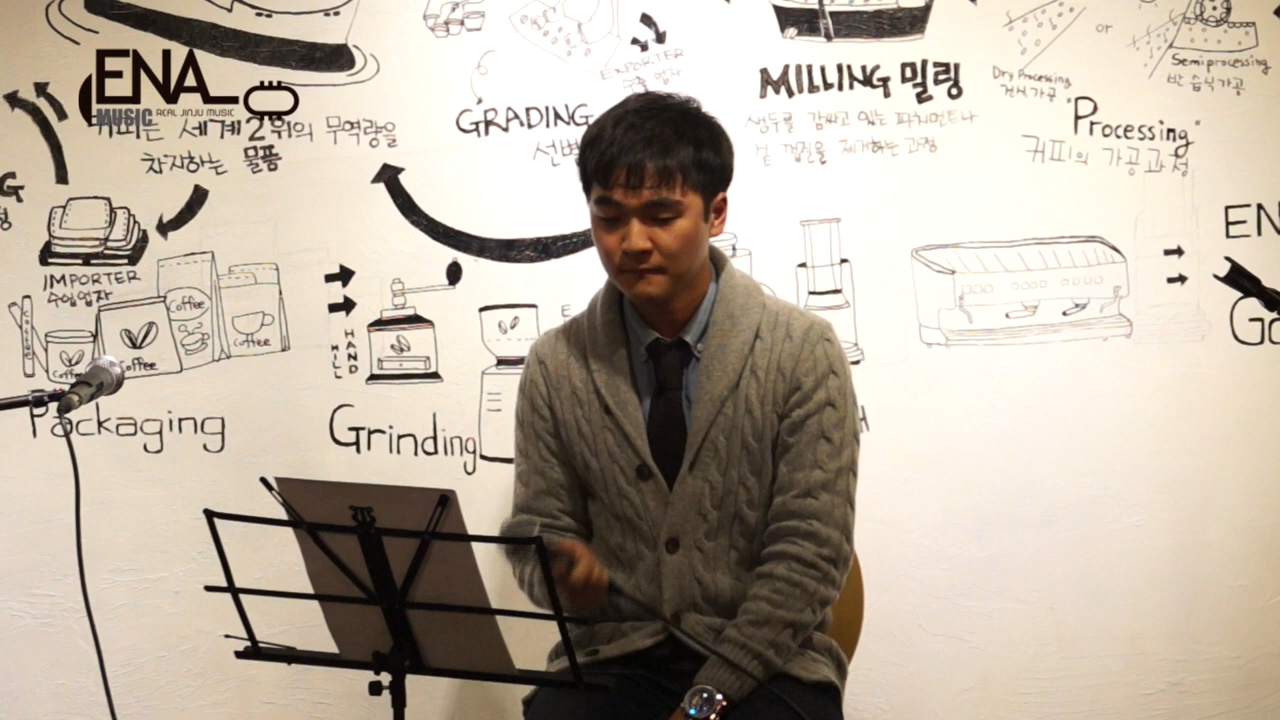 ENA
MUSIC REAL JINJU MUSIC
커피는 세계 2위의 무역량을
차지하는 물품
IMPORTER
수입업자
Coffee
Coffee
Coffee
Coffee
Packaging
HAND
MILL
Grinding
EXPORTER
GRADING
MILLING 밀링
생두를 감싸고 있는 파치먼트나
겉 껍질을 제거하는 과정
Dry Processing
건식가공
or
Semiprocessing
반 습식가공
"Processing"
커피의 가공과정
EN